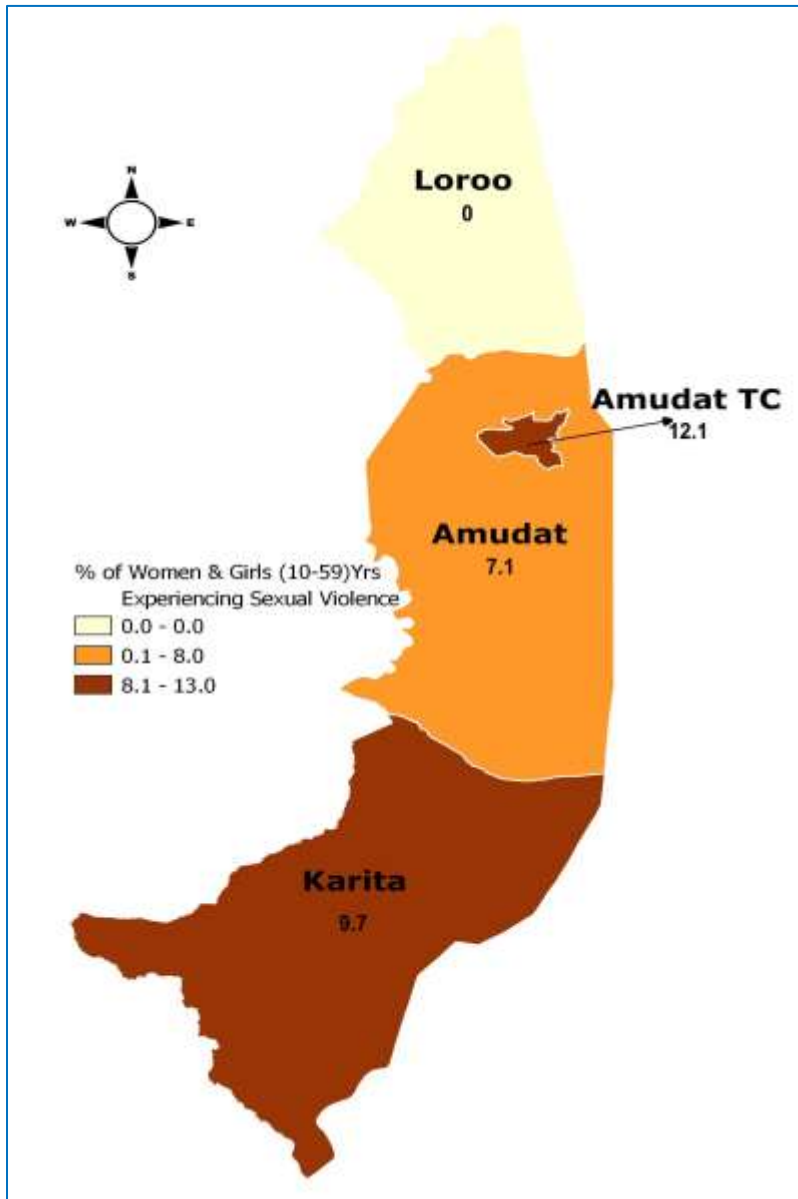 Loroo
0
N
W
E
S
Amudat TC
12.1
Amudat
7.1
% of Women & Girls (10-59)Yrs
Experiencing Sexual Violence
0.0 - 0.0
0.1 - 8.0
8.1 - 13.0
Karita
9.7